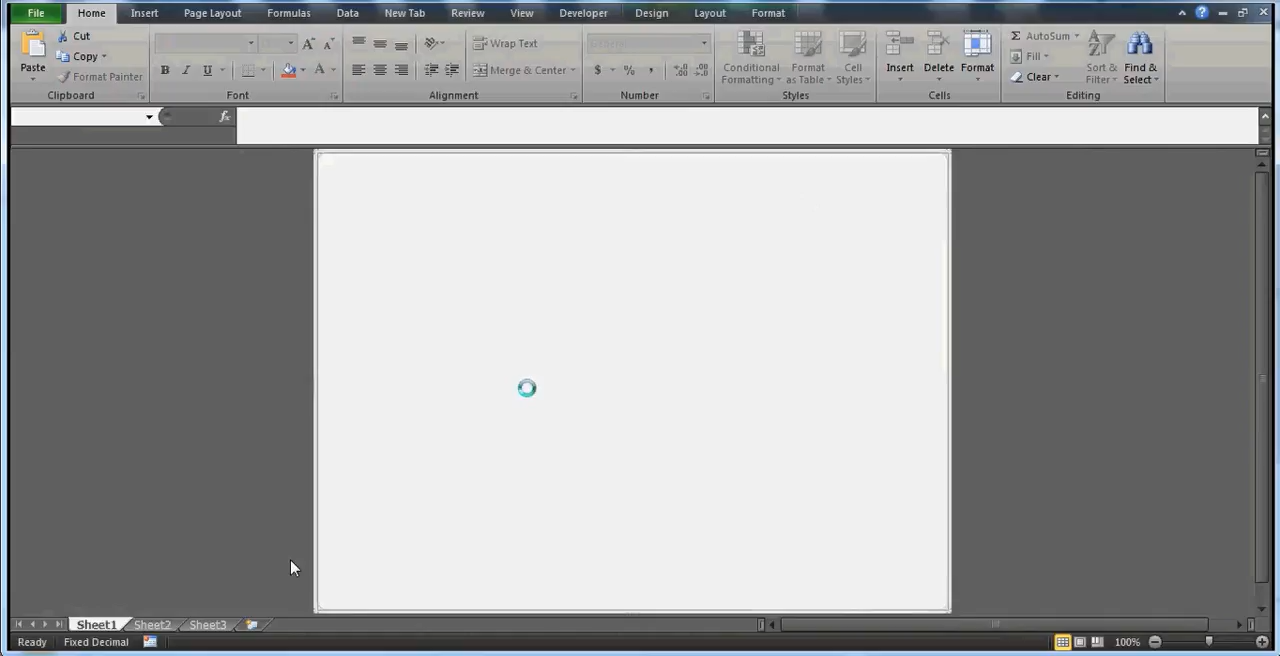 File Home Insert Page Layout Formulas Data New Tab Review View Developer Design Layout Format
Cut
Copy
Format Painter
Paste
Clipboard
B I U A A A
Font
Wrap Text
Merge & Center
Alignment
General
$ % ,
Number
Conditional Formatting
Format as Table
Cell Styles
Styles
Insert Delete Format
Cells
Σ AutoSum
Fill
Clear
Sort & Filter
Find & Select
Editing
fx
Sheet1 Sheet2 Sheet3
Ready Fixed Decimal 100%